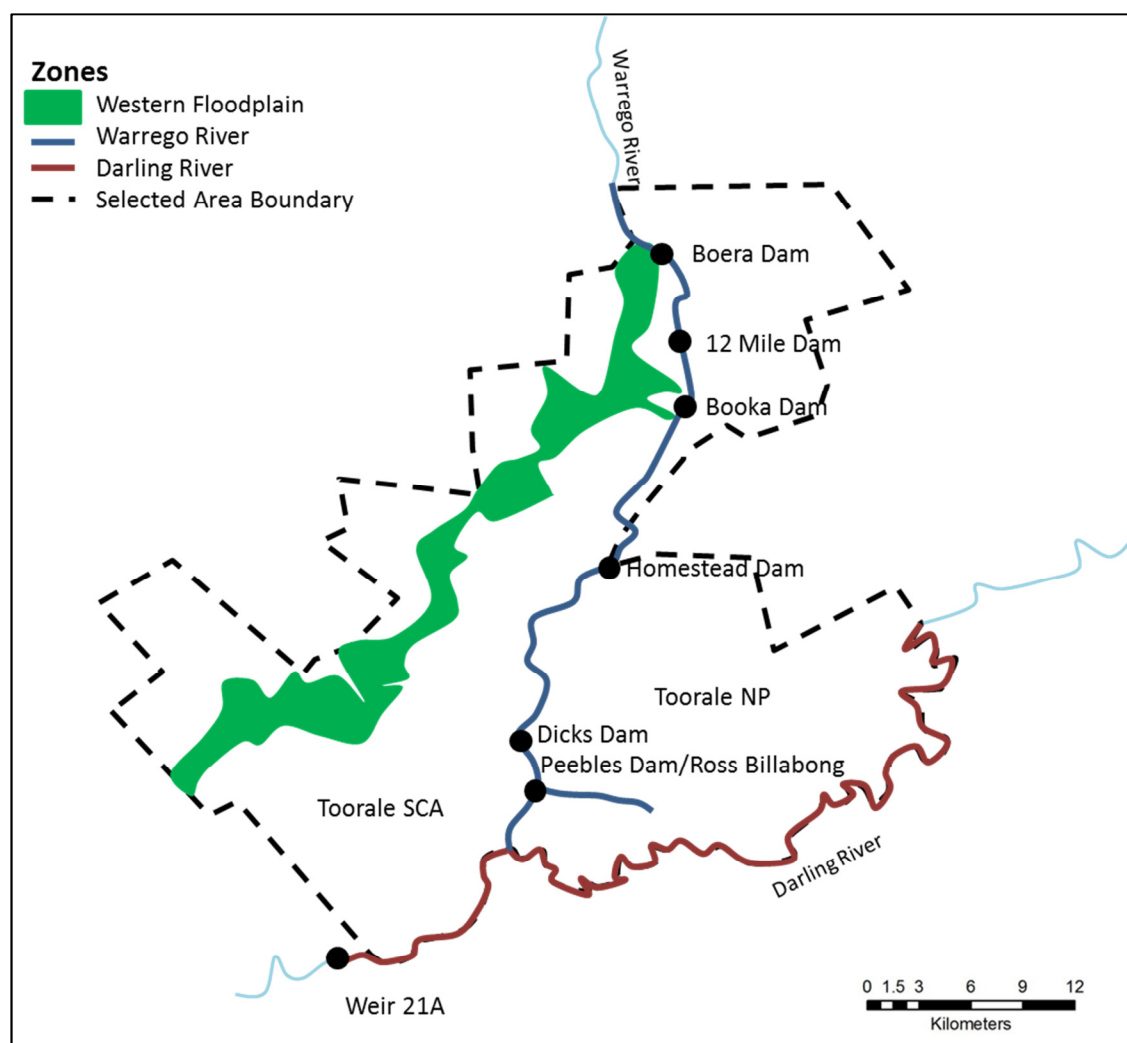 Zones
Western Floodplain
Warrego River
Darling River
Selected Area Boundary
Warrego River
Boera Dam
12 Mile Dam
Booka Dam
Homestead Dam
Toorale NP
Dicks Dam
Peebles Dam/Ross Billabong
Toorale SCA
Darling River
Weir 21A
0 1.5 3 6 9 12
Kilometers